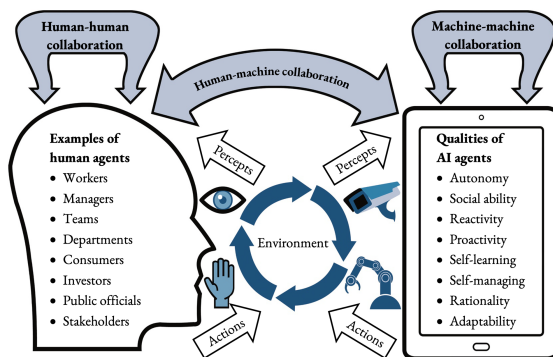 Human-human
collaboration
Machine-machine
collaboration
Human-machine collaboration
Examples of
human agents
• Workers
• Managers
• Teams
• Departments
• Consumers
• Investors
• Public officials
• Stakeholders
Percepts
Percepts
Environment
Actions
Actions
Qualities of
AI agents
• Autonomy
• Social ability
• Reactivity
• Proactivity
• Self-learning
• Self-managing
• Rationality
• Adaptability